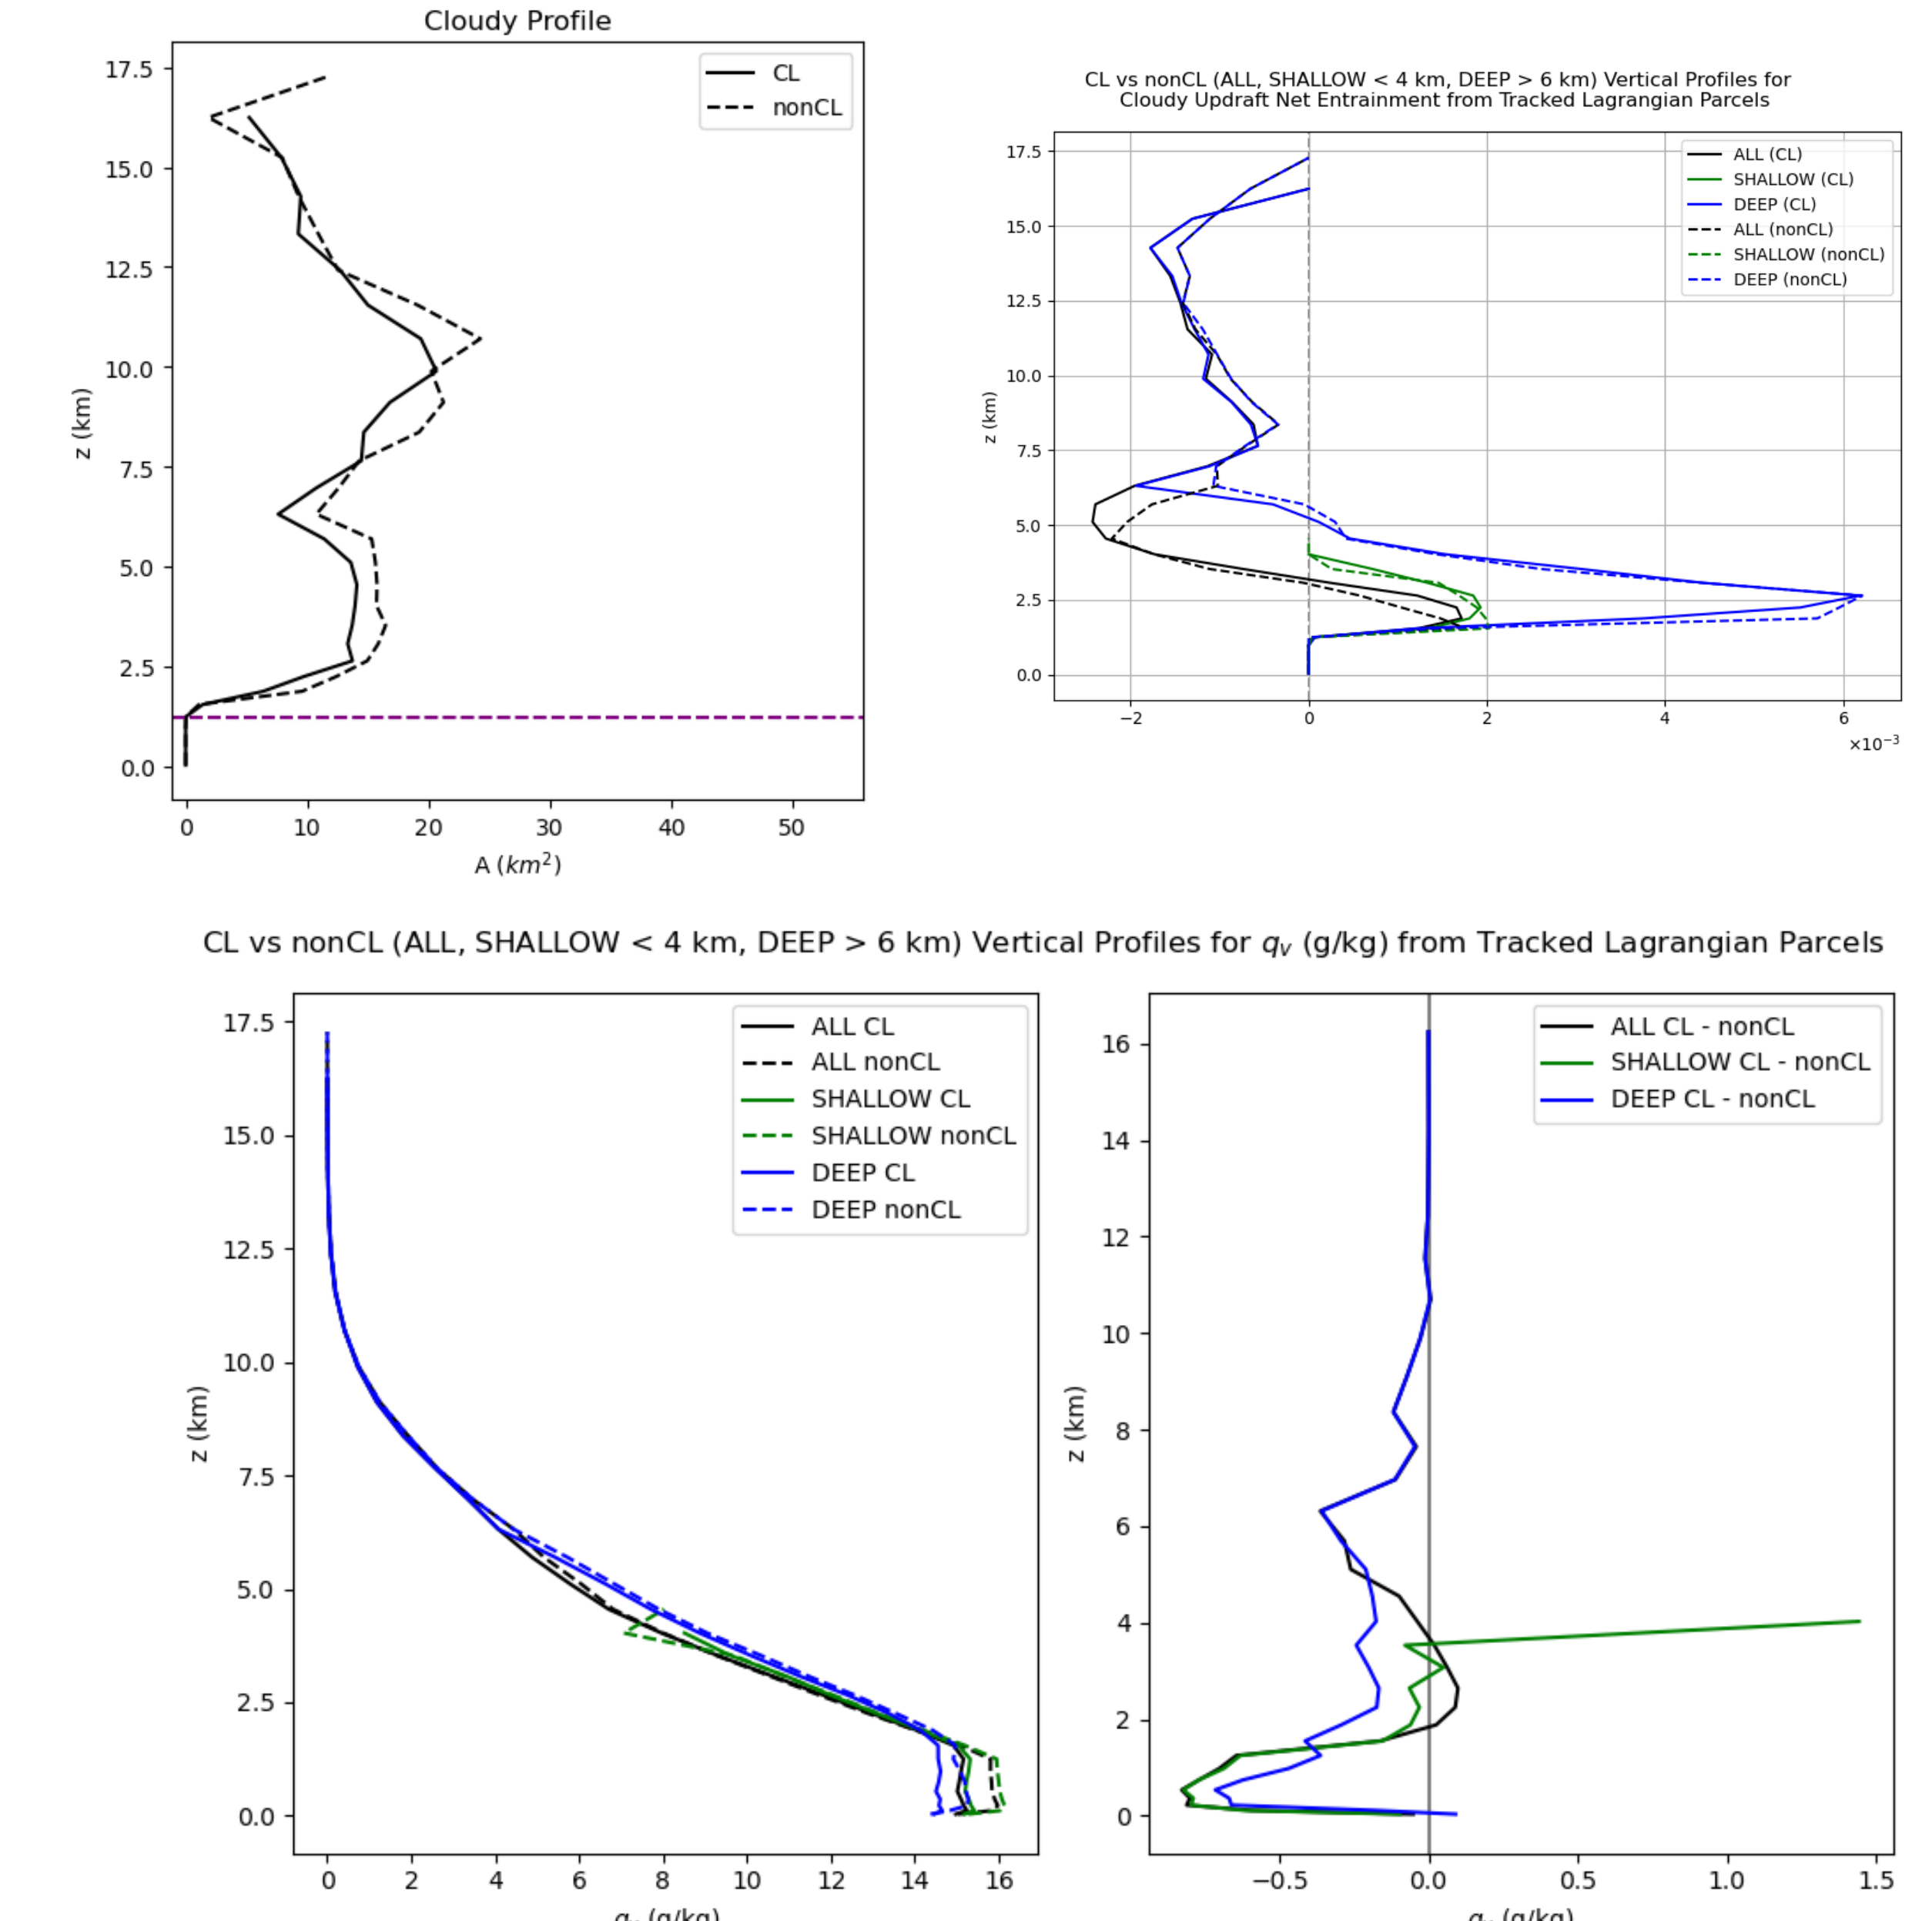 Cloudy Profile
CL
nonCL
17.5
15.0
12.5
10.0
7.5
5.0
2.5
0.0
z (km)
0 10 20 30 40 50
A (km²)
CL vs nonCL (ALL, SHALLOW < 4 km, DEEP > 6 km) Vertical Profiles for
Cloudy Updraft Net Entrainment from Tracked Lagrangian Parcels
ALL (CL)
SHALLOW (CL)
DEEP (CL)
ALL (nonCL)
SHALLOW (nonCL)
DEEP (nonCL)
17.5
15.0
12.5
10.0
7.5
5.0
2.5
0.0
z (km)
−2 0 2 4 6
×10⁻³
CL vs nonCL (ALL, SHALLOW < 4 km, DEEP > 6 km) Vertical Profiles for qᵥ (g/kg) from Tracked Lagrangian Parcels
ALL CL
ALL nonCL
SHALLOW CL
SHALLOW nonCL
DEEP CL
DEEP nonCL
17.5
15.0
12.5
10.0
7.5
5.0
2.5
0.0
z (km)
0 2 4 6 8 10 12 14 16
qᵥ (g/kg)
ALL CL - nonCL
SHALLOW CL - nonCL
DEEP CL - nonCL
16
14
12
10
8
6
4
2
0
z (km)
−0.5 0.0 0.5 1.0 1.5
qᵥ (g/kg)